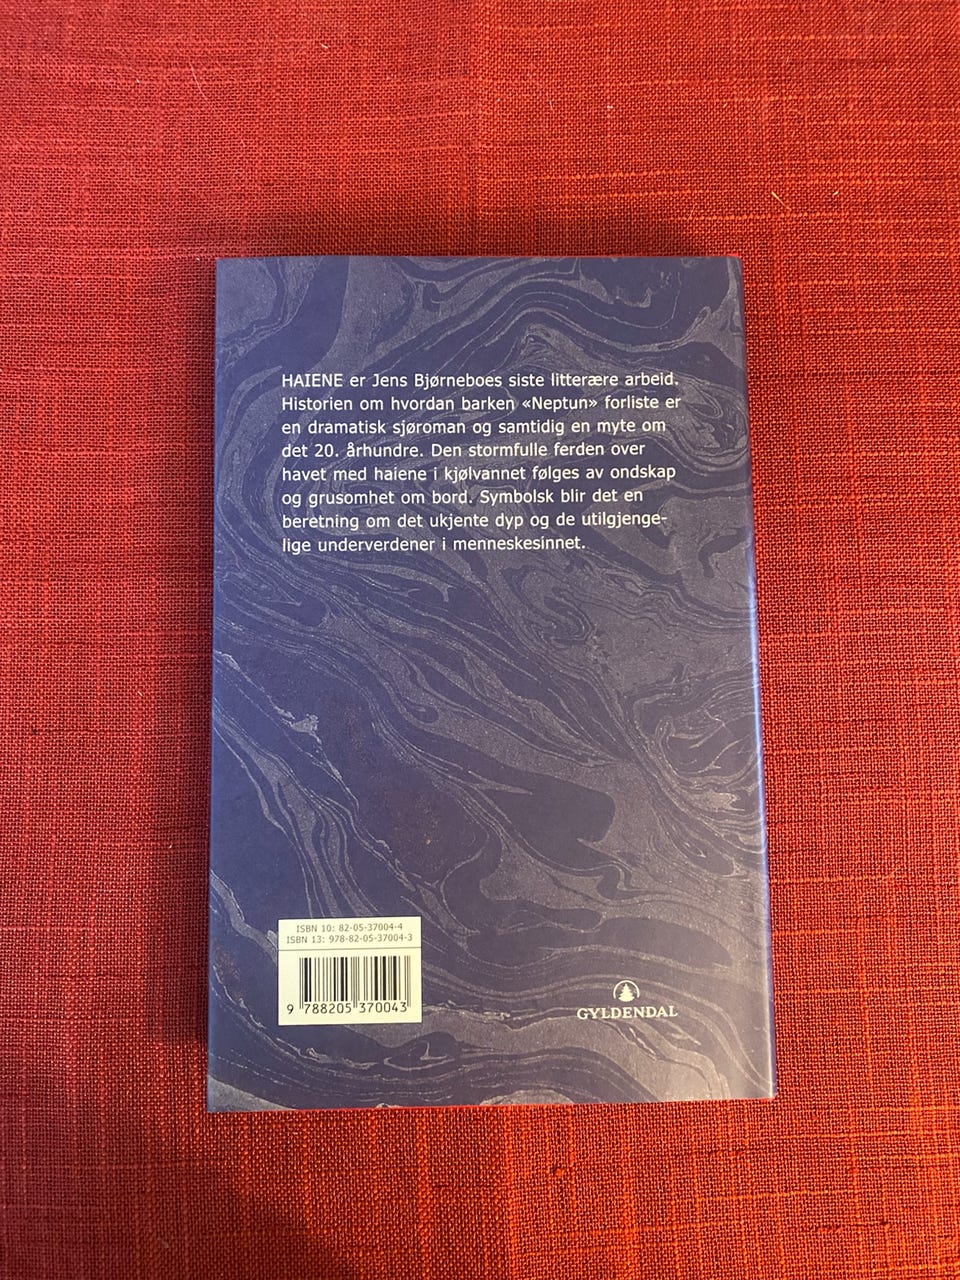 HAIENE er Jens Bjørneboes siste litterære arbeid.
Historien om hvordan barken «Neptun» forliste er
en dramatisk sjøroman og samtidig en myte om
det 20. århundre. Den stormfulle ferden over
havet med haiene i kjølvannet følges av ondskap
og grusomhet om bord. Symbolsk blir det en
beretning om det ukjente dyp og de utilgjenge-
lige underverdener i menneskesinnet.
ISBN 10: 82-05-37004-4
ISBN 13: 978-82-05-37004-3
9 788205 370043
GYLDENDAL